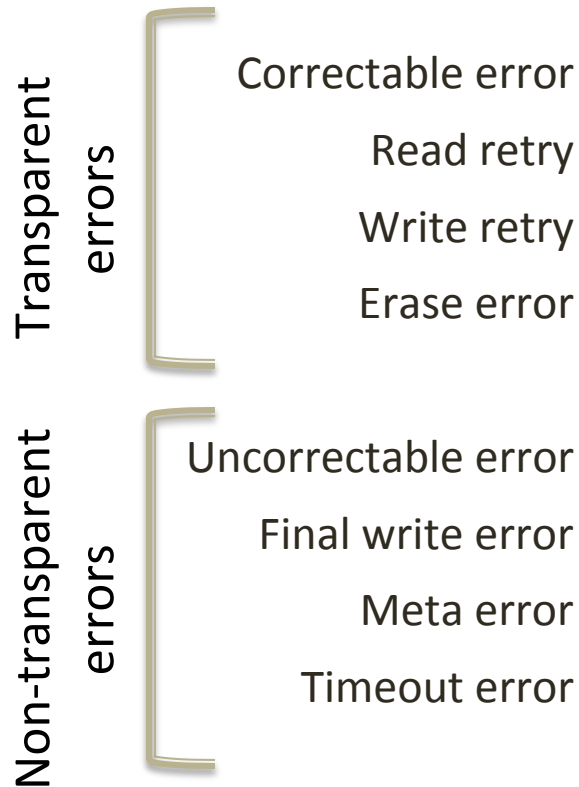 Transparent
errors
Correctable error
Read retry
Write retry
Erase error
Non-transparent
errors
Uncorrectable error
Final write error
Meta error
Timeout error